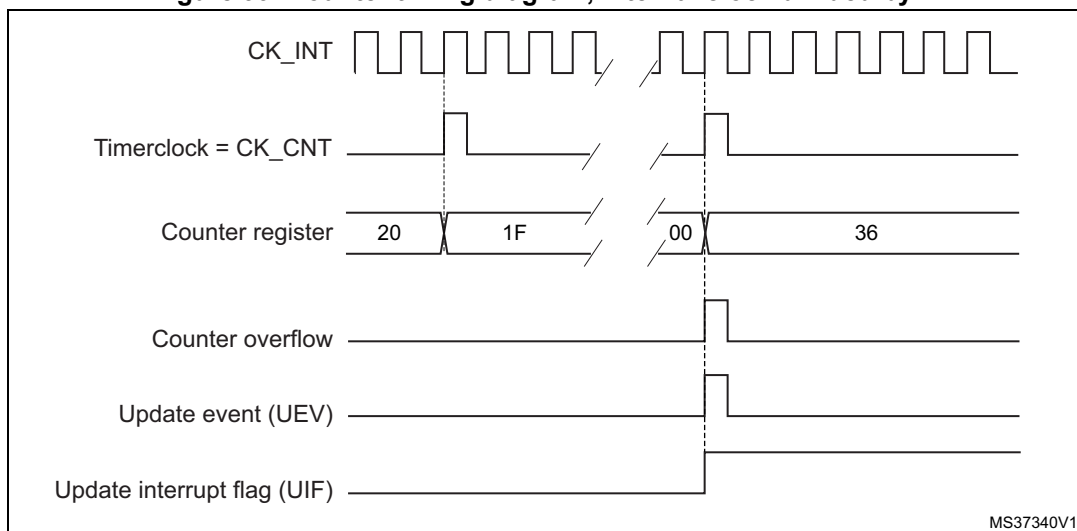 CK_INT
Timerclock = CK_CNT
Counter register 20 1F 00 36
Counter overflow
Update event (UEV)
Update interrupt flag (UIF)
MS37340V1